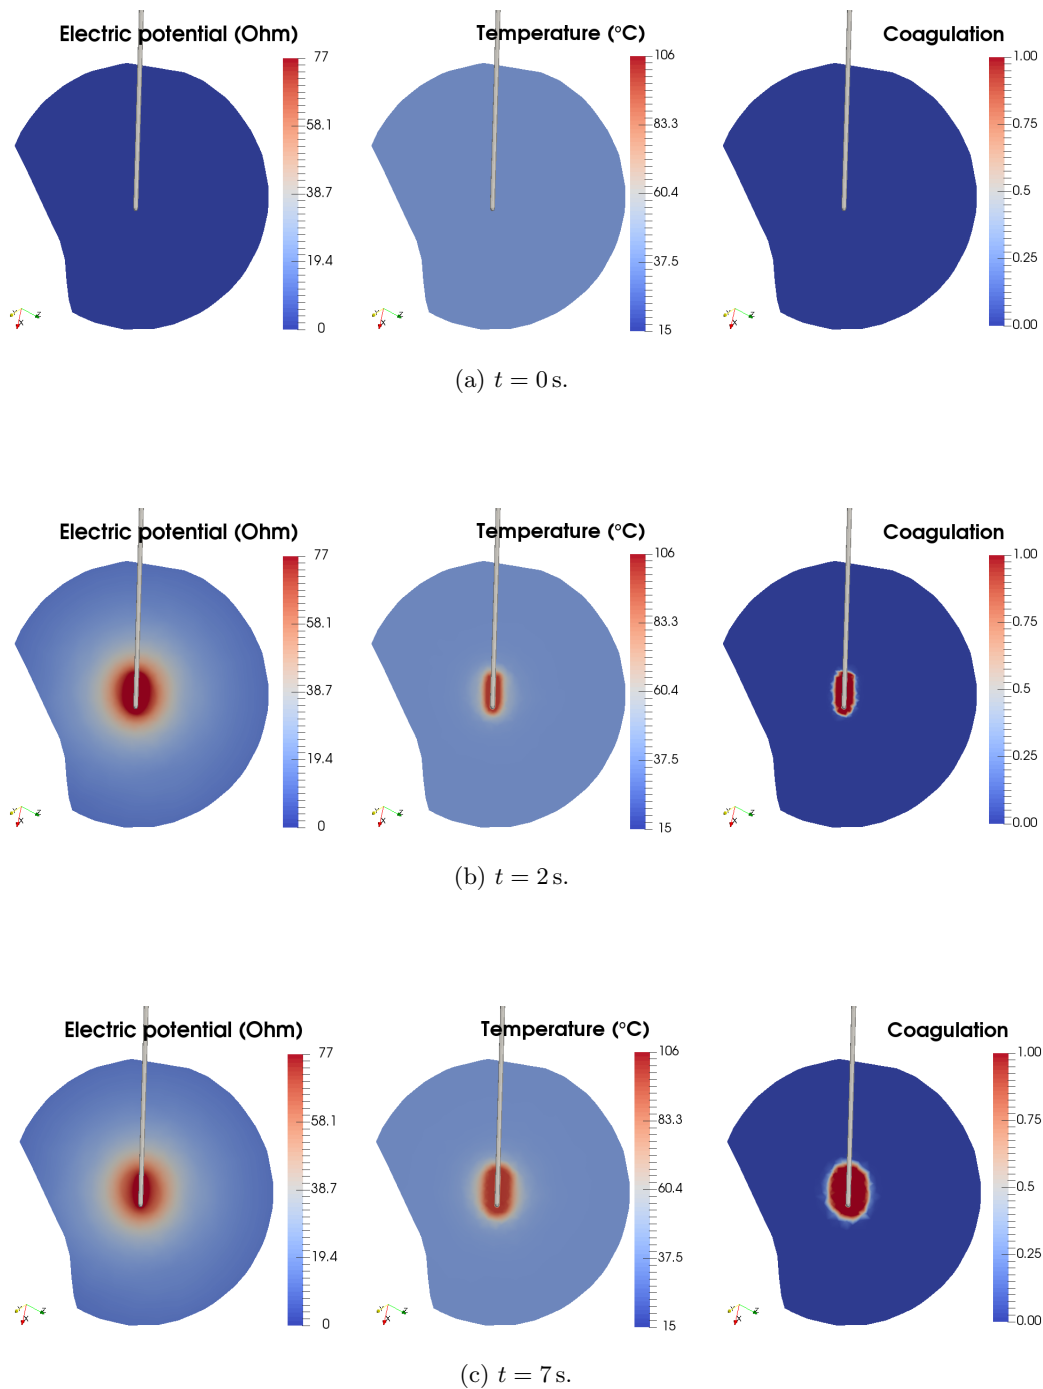 Electric potential (Ohm) Temperature (°C) Coagulation
77 106 1.00
58.1 83.3 0.75
38.7 60.4 0.5
19.4 37.5 0.25
0 15 0.00
Y X Z Y X Z Y X Z
(a) t = 0 s.
Electric potential (Ohm) Temperature (°C) Coagulation
77 106 1.00
58.1 83.3 0.75
38.7 60.4 0.5
19.4 37.5 0.25
0 15 0.00
Y X Z Y X Z Y X Z
(b) t = 2 s.
Electric potential (Ohm) Temperature (°C) Coagulation
77 106 1.00
58.1 83.3 0.75
38.7 60.4 0.5
19.4 37.5 0.25
0 15 0.00
Y X Z Y X Z Y X Z
(c) t = 7 s.